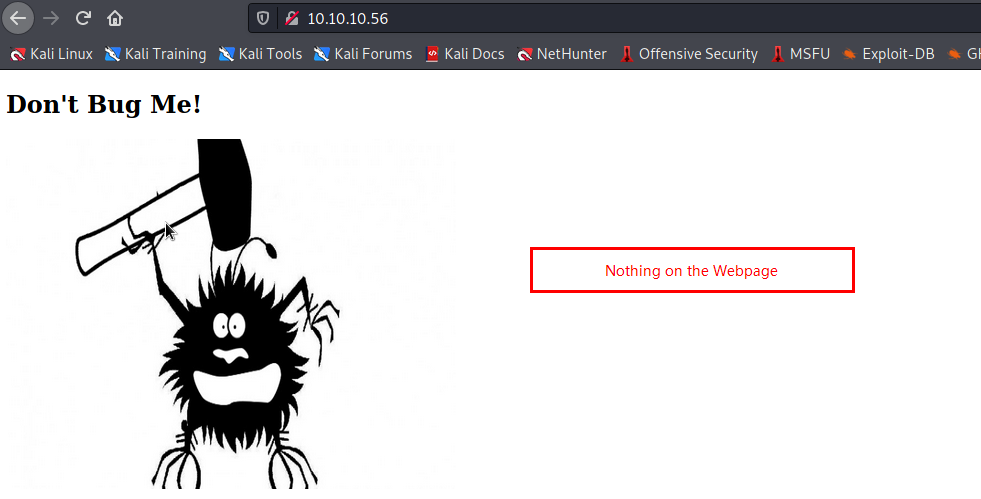 10.10.10.56
Kali Linux Kali Training Kali Tools Kali Forums Kali Docs NetHunter Offensive Security MSFU Exploit-DB GH
Don't Bug Me!
Nothing on the Webpage